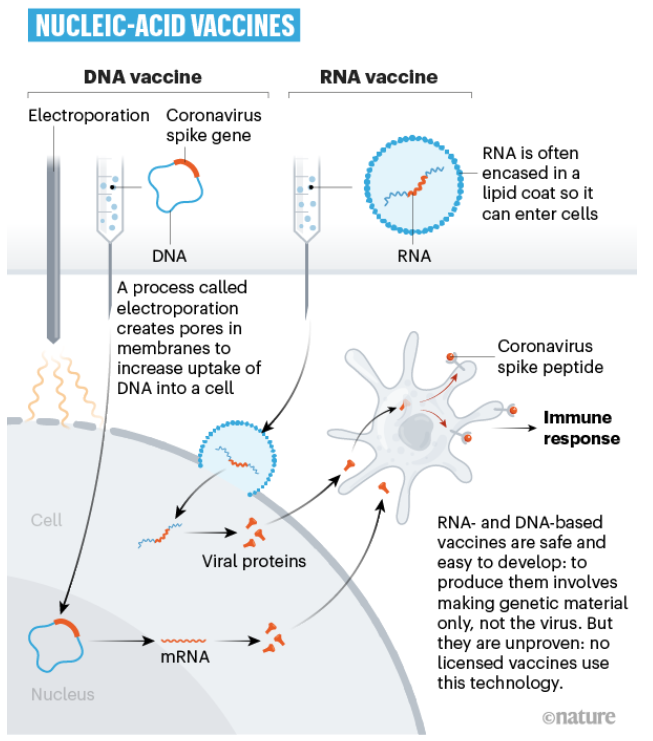 NUCLEIC-ACID VACCINES
DNA vaccine
RNA vaccine
Electroporation
Coronavirus
spike gene
DNA
RNA is often
encased in a
lipid coat so it
can enter cells
RNA
A process called
electroporation
creates pores in
membranes to
increase uptake of
DNA into a cell
Coronavirus
spike peptide
Immune
response
Cell
Viral proteins
mRNA
Nucleus
RNA- and DNA-based
vaccines are safe and
easy to develop: to
produce them involves
making genetic material
only, not the virus. But
they are unproven: no
licensed vaccines use
this technology.
©nature